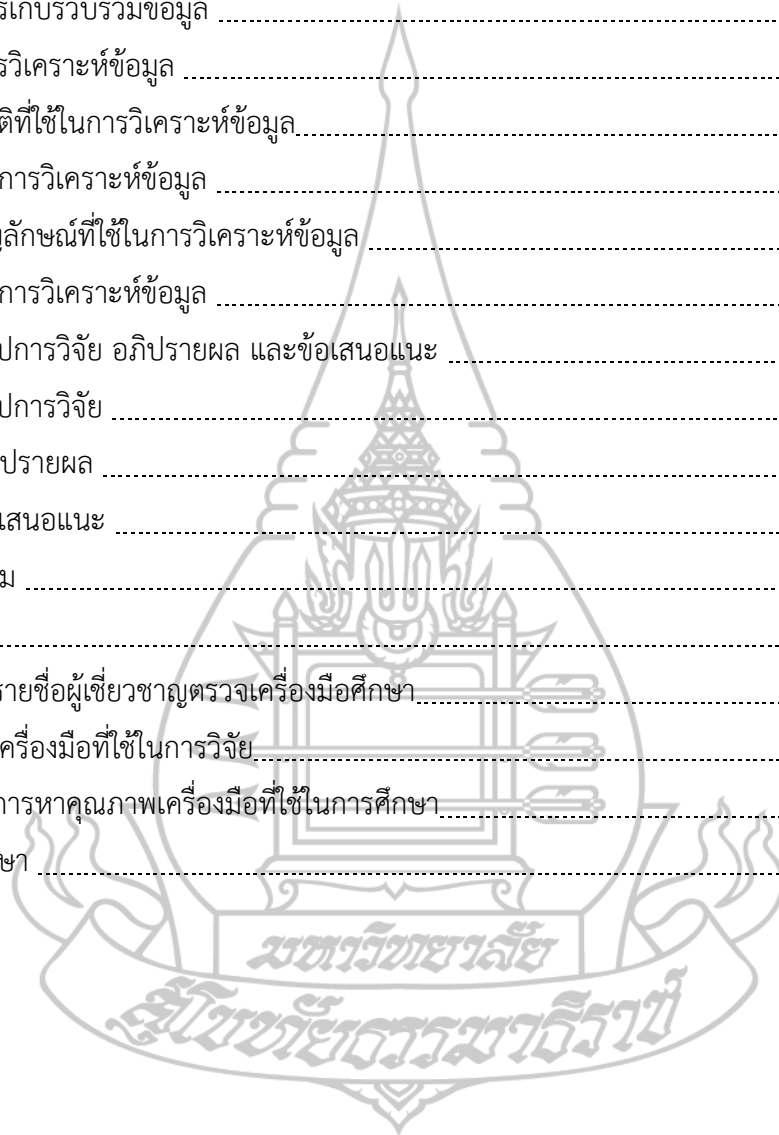 รเก็บรวบรวมข้อมูล
รวิเคราะห์ข้อมูล
ติที่ใช้ในการวิเคราะห์ข้อมูล
การวิเคราะห์ข้อมูล
ลักษณ์ที่ใช้ในการวิเคราะห์ข้อมูล
การวิเคราะห์ข้อมูล
ปการวิจัย อภิปรายผล และข้อเสนอแนะ
ปการวิจัย
ปรายผล
เสนอแนะ
ม
รายชื่อผู้เชี่ยวชาญตรวจเครื่องมือศึกษา
ครื่องมือที่ใช้ในการวิจัย
การหาคุณภาพเครื่องมือที่ใช้ในการศึกษา
ษา
มหาวิทยาลัย
สุโขทัยธรรมาธิราช